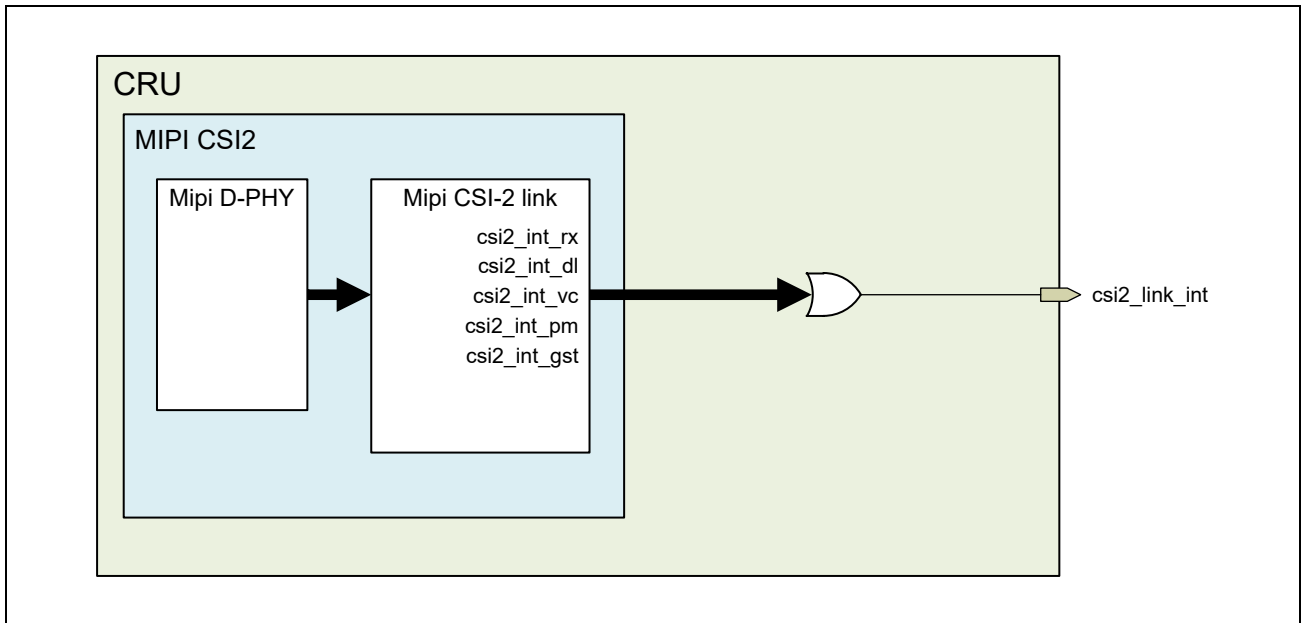 CRU
MIPI CSI2
Mipi D-PHY
Mipi CSI-2 link
csi2_int_rx
csi2_int_dl
csi2_int_vc
csi2_int_pm
csi2_int_gst
csi2_link_int